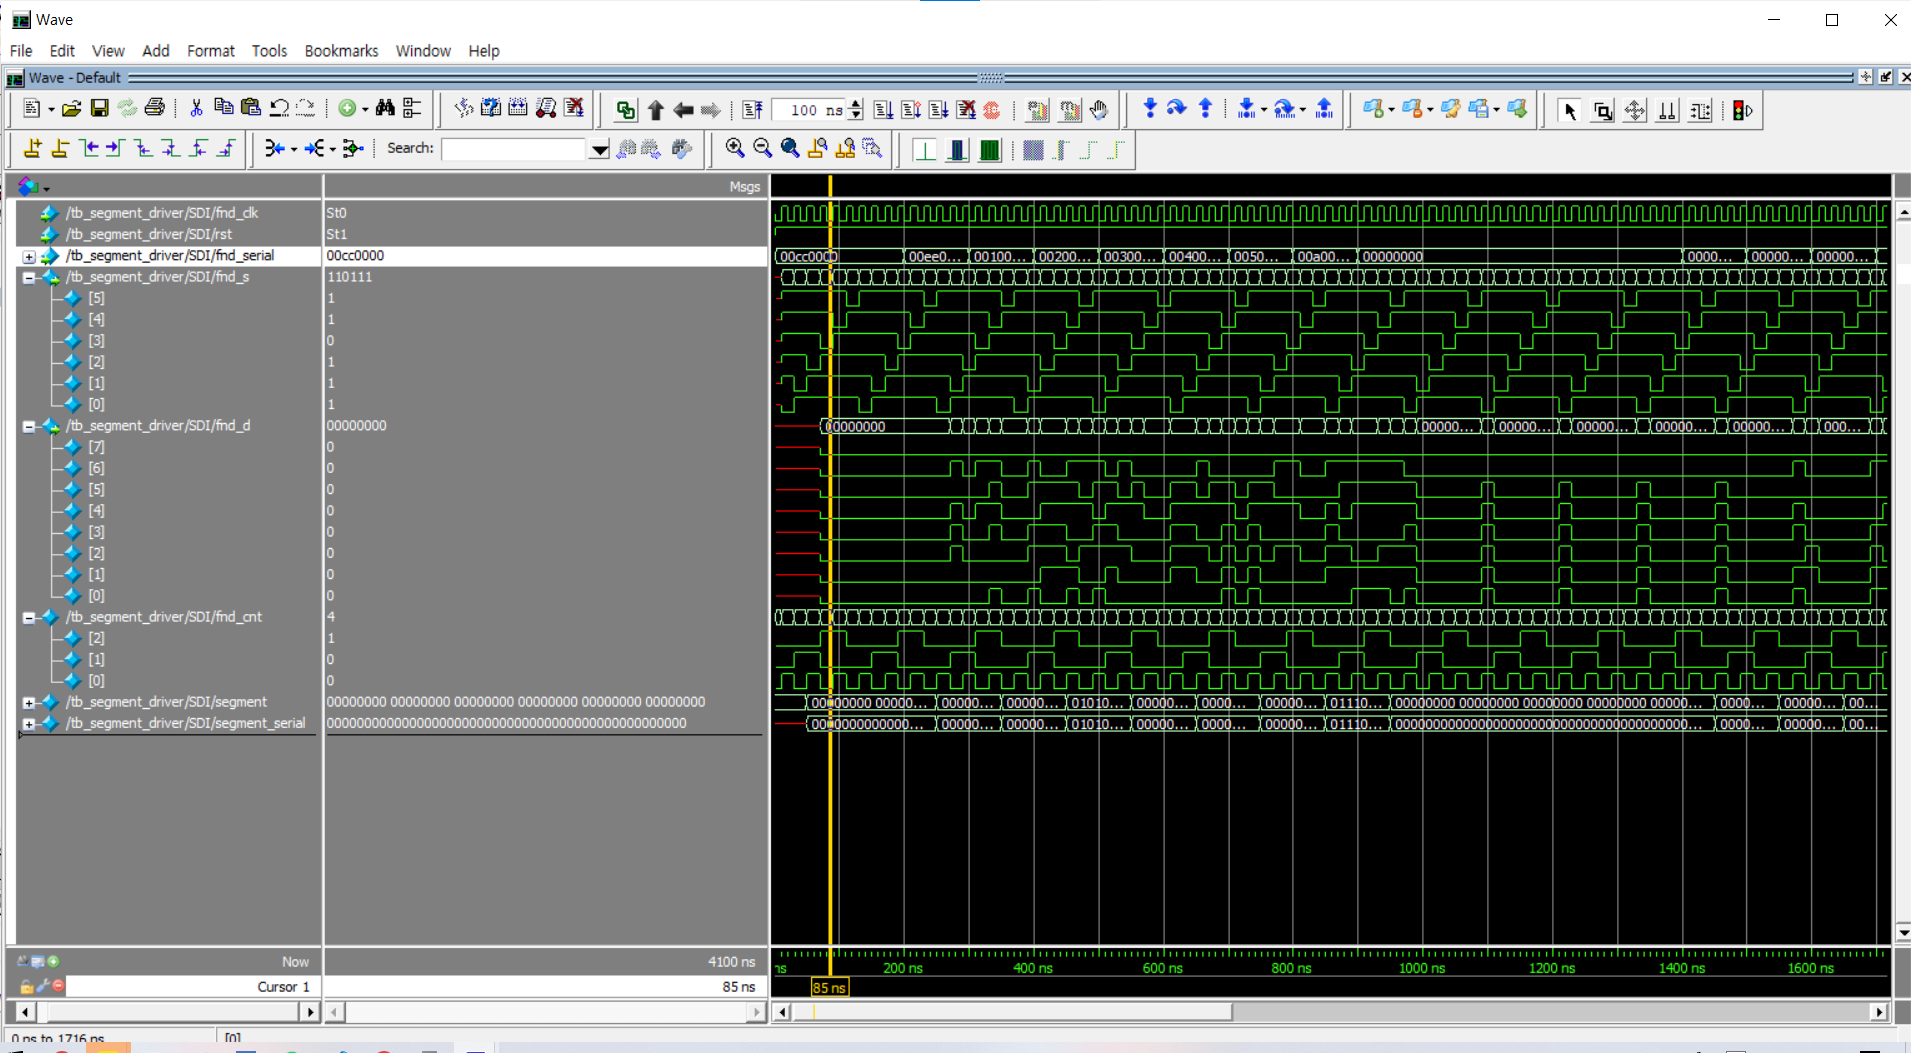 Wave
File Edit View Add Format Tools Bookmarks Window Help
Wave - Default
100 ns
Search:
Msgs
/tb_segment_driver/SDI/fnd_clk St0
/tb_segment_driver/SDI/rst St1
/tb_segment_driver/SDI/fnd_serial 00cc0000 00cc0000 00ee0... 00100... 00200... 00300... 00400... 0050... 00a00... 00000000 0000... 00000... 00000...
/tb_segment_driver/SDI/fnd_s 110111
[5] 1
[4] 1
[3] 0
[2] 1
[1] 1
[0] 1
/tb_segment_driver/SDI/fnd_d 00000000 00000000 00000... 00000... 00000... 00000... 00000... 000...
[7] 0
[6] 0
[5] 0
[4] 0
[3] 0
[2] 0
[1] 0
[0] 0
/tb_segment_driver/SDI/fnd_cnt 4
[2] 1
[1] 0
[0] 0
/tb_segment_driver/SDI/segment 00000000 00000000 00000000 00000000 00000000 00000000 00000000 00000... 00000... 00000... 01010... 00000... 0000... 00000... 01110... 00000000 00000000 00000000 00000000 00000... 0000... 00000... 00...
/tb_segment_driver/SDI/segment_serial 000000000000000000000000000000000000000000000000 0000000000000... 00000... 00000... 01010... 00000... 0000... 00000... 01110... 0000... 00000... 00...
Now 4100 ns
ns 200 ns 400 ns 600 ns 800 ns 1000 ns 1200 ns 1400 ns 1600 ns
Cursor 1 85 ns
85 ns
0 ns to 1716 ns [0]